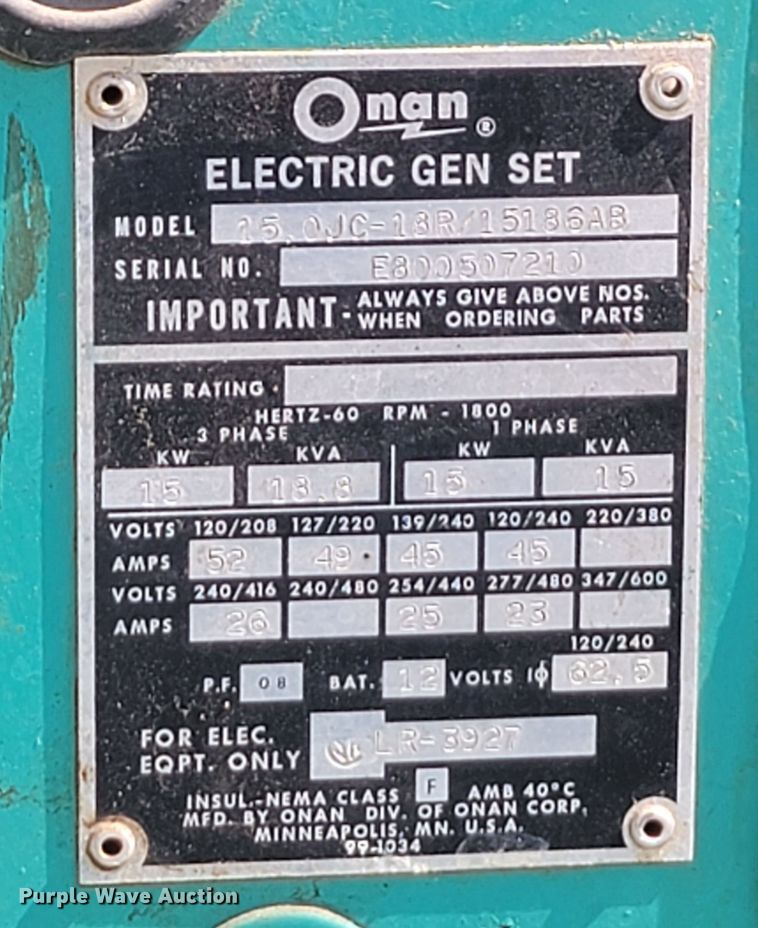 Onan ®
ELECTRIC GEN SET
MODEL 15.0JC-18R/15186AB
SERIAL NO. E800507210
IMPORTANT- ALWAYS GIVE ABOVE NOS.
WHEN ORDERING PARTS
TIME RATING
HERTZ-60 RPM - 1800
3 PHASE 1 PHASE
KW KVA KW KVA
15 18.8 15 15
VOLTS 120/208 127/220 139/240 120/240 220/380
AMPS 52 49 45 45
VOLTS 240/416 240/480 254/440 277/480 347/600
AMPS 26 25 23
120/240
P.F. 08 BAT. 12 VOLTS 1ϕ 62.5
FOR ELEC.
EQPT. ONLY LR-3927
INSUL.-NEMA CLASS F AMB 40°C
MFD. BY ONAN DIV. OF ONAN CORP.
MINNEAPOLIS, MN. U.S.A.
99-1034
Purple Wave Auction